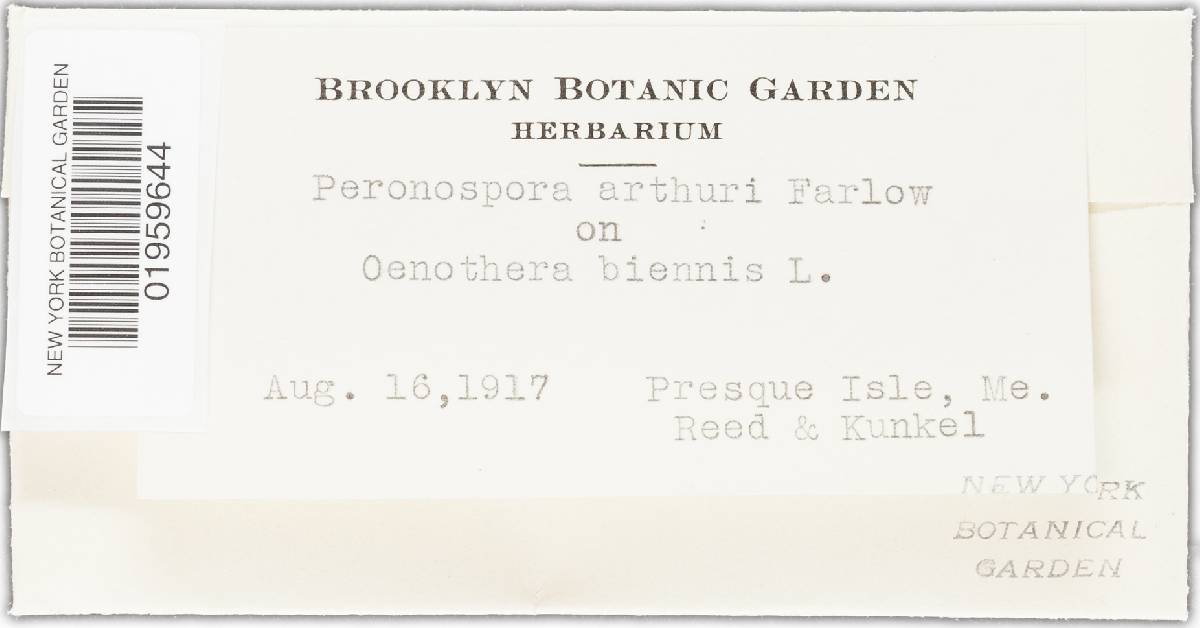 NEW YORK BOTANICAL GARDEN
01959644
BROOKLYN BOTANIC GARDEN
HERBARIUM
Peronospora arthuri Farlow
on
Oenothera biennis L.
Aug. 16,1917 Presque Isle, Me.
Reed & Kunkel
NEW YORK
BOTANICAL
GARDEN